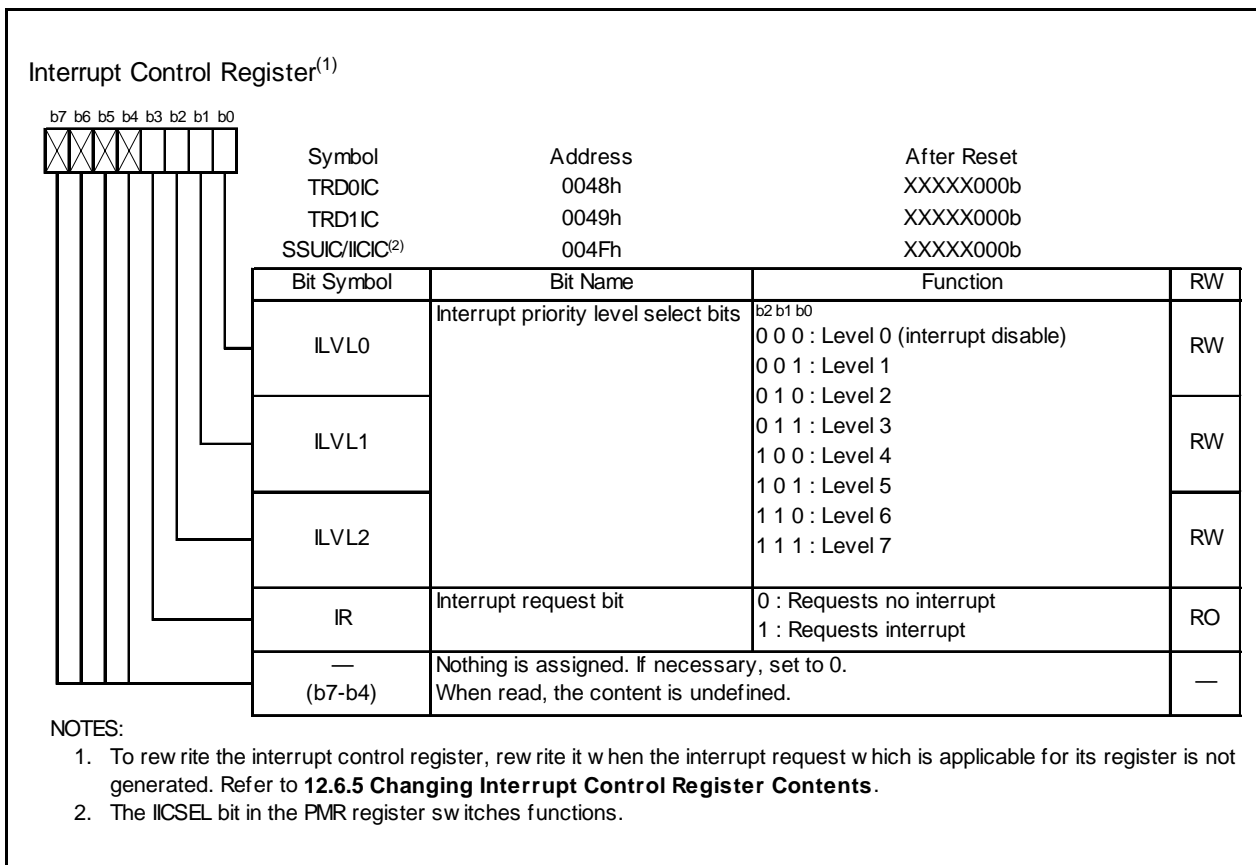 Interrupt Control Register(1)
b7 b6 b5 b4 b3 b2 b1 b0
Symbol Address After Reset
TRD0IC 0048h XXXXX000b
TRD1IC 0049h XXXXX000b
SSUIC/IICIC(2) 004Fh XXXXX000b
Bit Symbol Bit Name Function RW
ILVL0 Interrupt priority level select bits b2 b1 b0
0 0 0 : Level 0 (interrupt disable) RW
0 0 1 : Level 1
0 1 0 : Level 2
ILVL1 0 1 1 : Level 3 RW
1 0 0 : Level 4
1 0 1 : Level 5
ILVL2 1 1 0 : Level 6 RW
1 1 1 : Level 7
IR Interrupt request bit 0 : Requests no interrupt RO
1 : Requests interrupt
— Nothing is assigned. If necessary, set to 0. —
(b7-b4) When read, the content is undefined.
NOTES:
1. To rewrite the interrupt control register, rewrite it when the interrupt request which is applicable for its register is not
generated. Refer to 12.6.5 Changing Interrupt Control Register Contents.
2. The IICSEL bit in the PMR register switches functions.